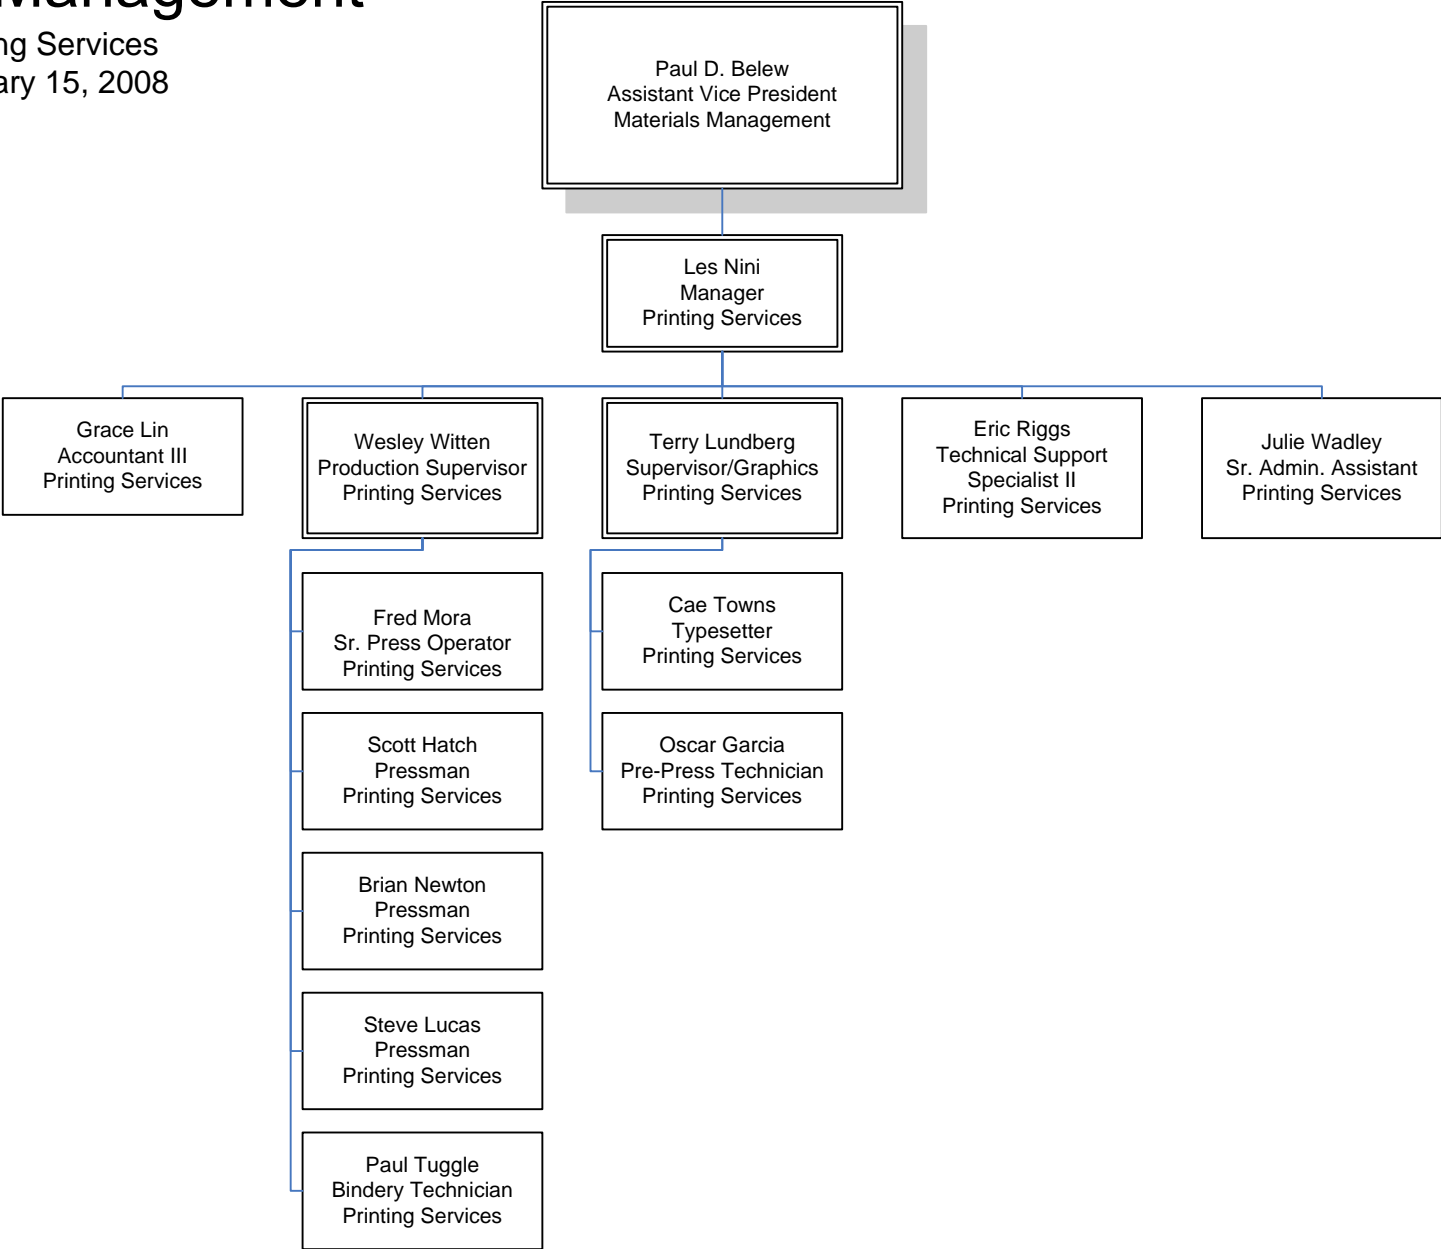 Management
ng Services
ary 15, 2008
Paul D. Belew
Assistant Vice President
Materials Management
Les Nini
Manager
Printing Services
Grace Lin
Accountant III
Printing Services
Wesley Witten
Production Supervisor
Printing Services
Terry Lundberg
Supervisor/Graphics
Printing Services
Eric Riggs
Technical Support
Specialist II
Printing Services
Julie Wadley
Sr. Admin. Assistant
Printing Services
Fred Mora
Sr. Press Operator
Printing Services
Scott Hatch
Pressman
Printing Services
Brian Newton
Pressman
Printing Services
Steve Lucas
Pressman
Printing Services
Paul Tuggle
Bindery Technician
Printing Services
Cae Towns
Typesetter
Printing Services
Oscar Garcia
Pre-Press Technician
Printing Services